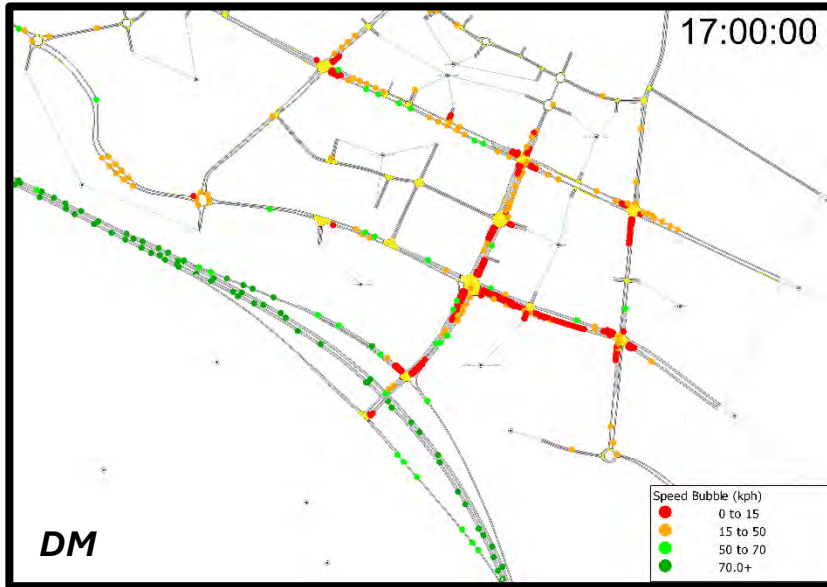 17:00:00
Speed Bubble (kph)
0 to 15
15 to 50
50 to 70
70.0+
DM